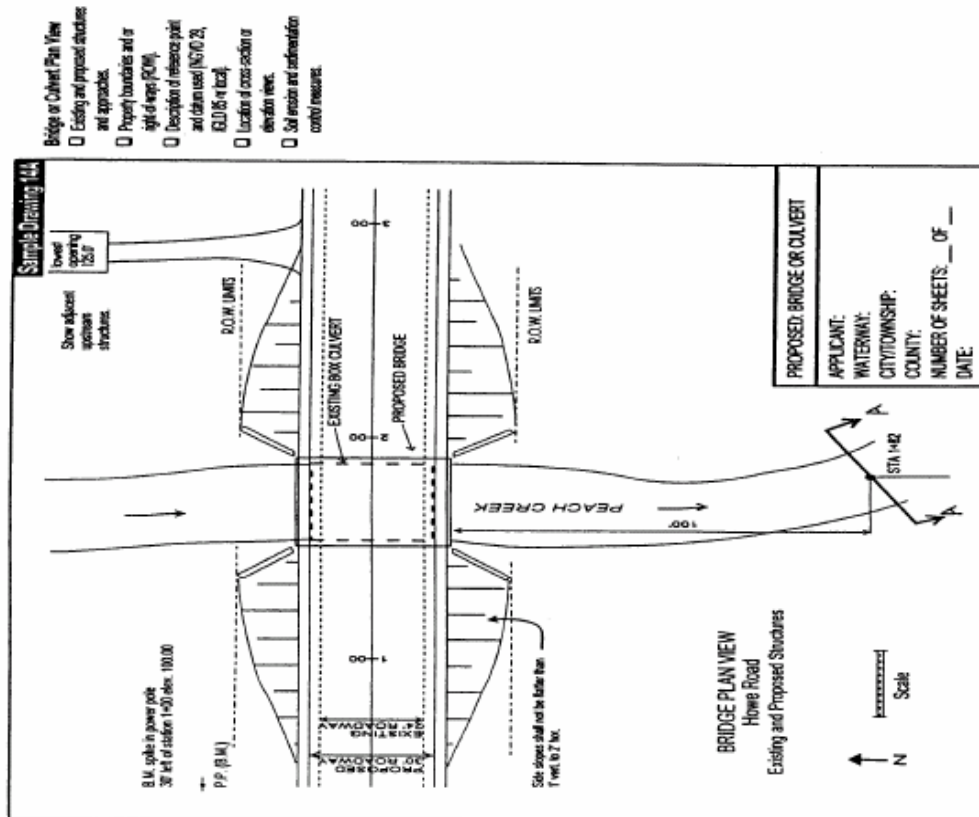 Bridge or Culvert Plan View
☐ Existing and proposed structures
and approaches.
☐ Property boundaries and or
right-of-ways (ROW).
☐ Description of reference point
and datum used (NGVD 29,
IGLD 85 or local).
☐ Location of cross-section or
elevation views.
☐ Soil erosion and sedimentation
control measures.
Sample Drawing 14A
lowest
opening
125.0'
Show adjacent
upstream
structures.
R.O.W. LIMITS
EXISTING BOX CULVERT
PROPOSED BRIDGE
R.O.W. LIMITS
3+00
2+00
1+00
B.M. spike in power pole
30' left of station 1+00 elev. 100.00
P.P. (B.M.)
EXISTING
24' ROADWAY
PROPOSED
30' ROADWAY
PEACH CREEK
100'
STA 1+82
A
A
Side slopes shall not be flatter than
1' vert. to 2' hor.
BRIDGE PLAN VIEW
Howe Road
Existing and Proposed Structures
N
Scale
PROPOSED: BRIDGE OR CULVERT
APPLICANT:
WATERWAY:
CITY/TOWNSHIP:
COUNTY:
NUMBER OF SHEETS: __ OF __
DATE: